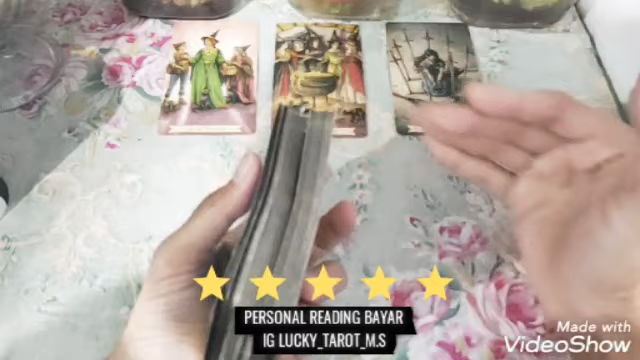 PERSONAL READING BAYAR
IG LUCKY_TAROT_M.S
Made with
VideoShow